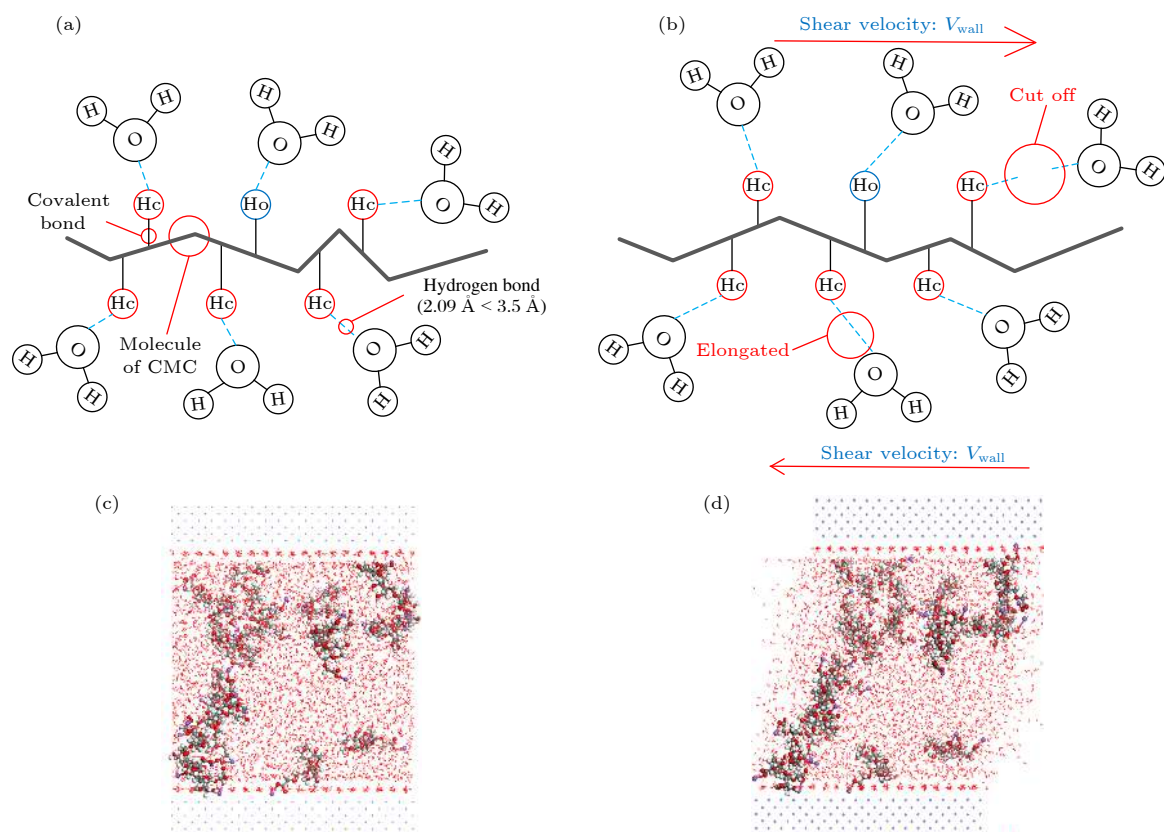 (a)
H
H
O
H
H
O
H
H
O
Covalent
bond
Hc
Ho
Hc
Hc
Hc
Hc
Hydrogen bond
(2.09 Å < 3.5 Å)
Molecule
of CMC
O
H
H
O
H
H
O
H
H
(b)
Shear velocity: Vwall
H
H
O
H
H
O
Cut off
H
H
O
Hc
Ho
Hc
Hc
Hc
Hc
Elongated
O
H
H
O
H
H
O
H
H
Shear velocity: Vwall
(c)
(d)